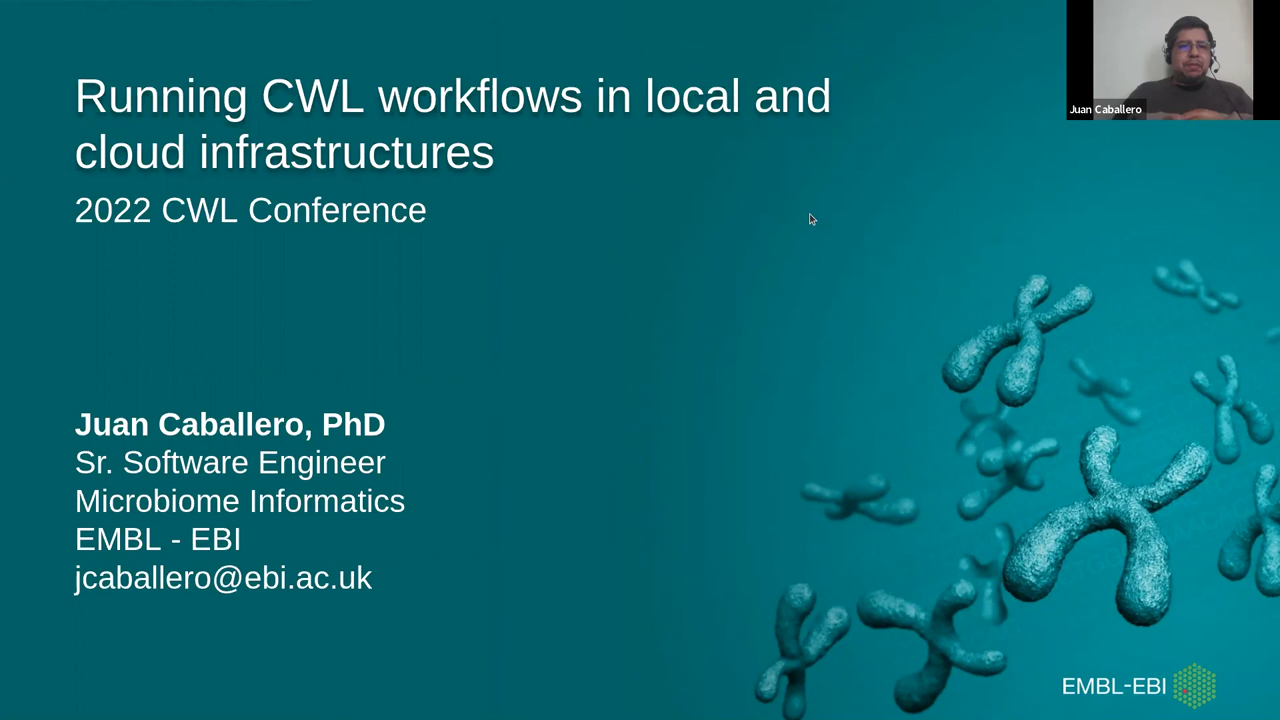 Running CWL workflows in local and
cloud infrastructures
2022 CWL Conference
Juan Caballero
Juan Caballero, PhD
Sr. Software Engineer
Microbiome Informatics
EMBL - EBI
jcaballero@ebi.ac.uk
EMBL-EBI